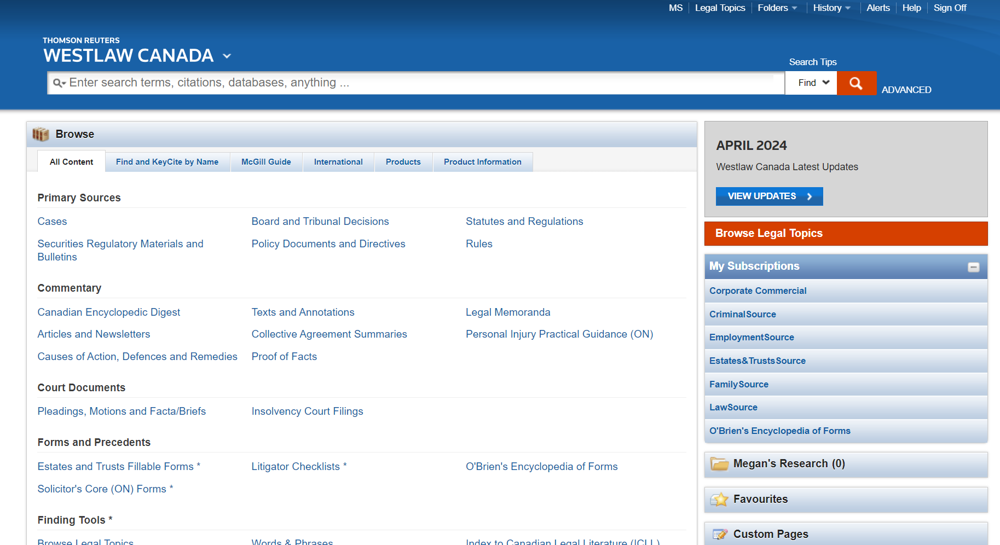 MS Legal Topics Folders History Alerts Help Sign Off
THOMSON REUTERS
WESTLAW CANADA
Search Tips
Enter search terms, citations, databases, anything ...
Find
ADVANCED
Browse
All Content Find and KeyCite by Name McGill Guide International Products Product Information
Primary Sources
Cases Board and Tribunal Decisions Statutes and Regulations
Securities Regulatory Materials and Bulletins Policy Documents and Directives Rules
Commentary
Canadian Encyclopedic Digest Texts and Annotations Legal Memoranda
Articles and Newsletters Collective Agreement Summaries Personal Injury Practical Guidance (ON)
Causes of Action, Defences and Remedies Proof of Facts
Court Documents
Pleadings, Motions and Facta/Briefs Insolvency Court Filings
Forms and Precedents
Estates and Trusts Fillable Forms * Litigator Checklists * O'Brien's Encyclopedia of Forms
Solicitor's Core (ON) Forms *
Finding Tools *
Browse Legal Topics Words & Phrases Index to Canadian Legal Literature (ICLL)
APRIL 2024
Westlaw Canada Latest Updates
VIEW UPDATES
Browse Legal Topics
My Subscriptions
Corporate Commercial
CriminalSource
EmploymentSource
Estates&TrustsSource
FamilySource
LawSource
O'Brien's Encyclopedia of Forms
Megan's Research (0)
Favourites
Custom Pages